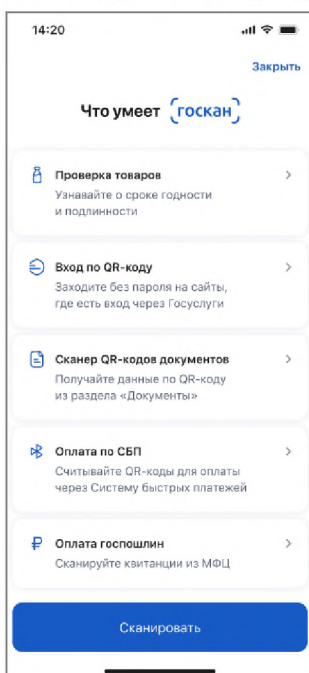 14:20
Закрыть
Что умеет госкан
Проверка товаров
Узнавайте о сроке годности
и подлинности
Вход по QR-коду
Заходите без пароля на сайты,
где есть вход через Госуслуги
Сканер QR-кодов документов
Получайте данные по QR-коду
из раздела «Документы»
Оплата по СБП
Считывайте QR-коды для оплаты
через Систему быстрых платежей
Оплата госпошлин
Сканируйте квитанции из МФЦ
Сканировать